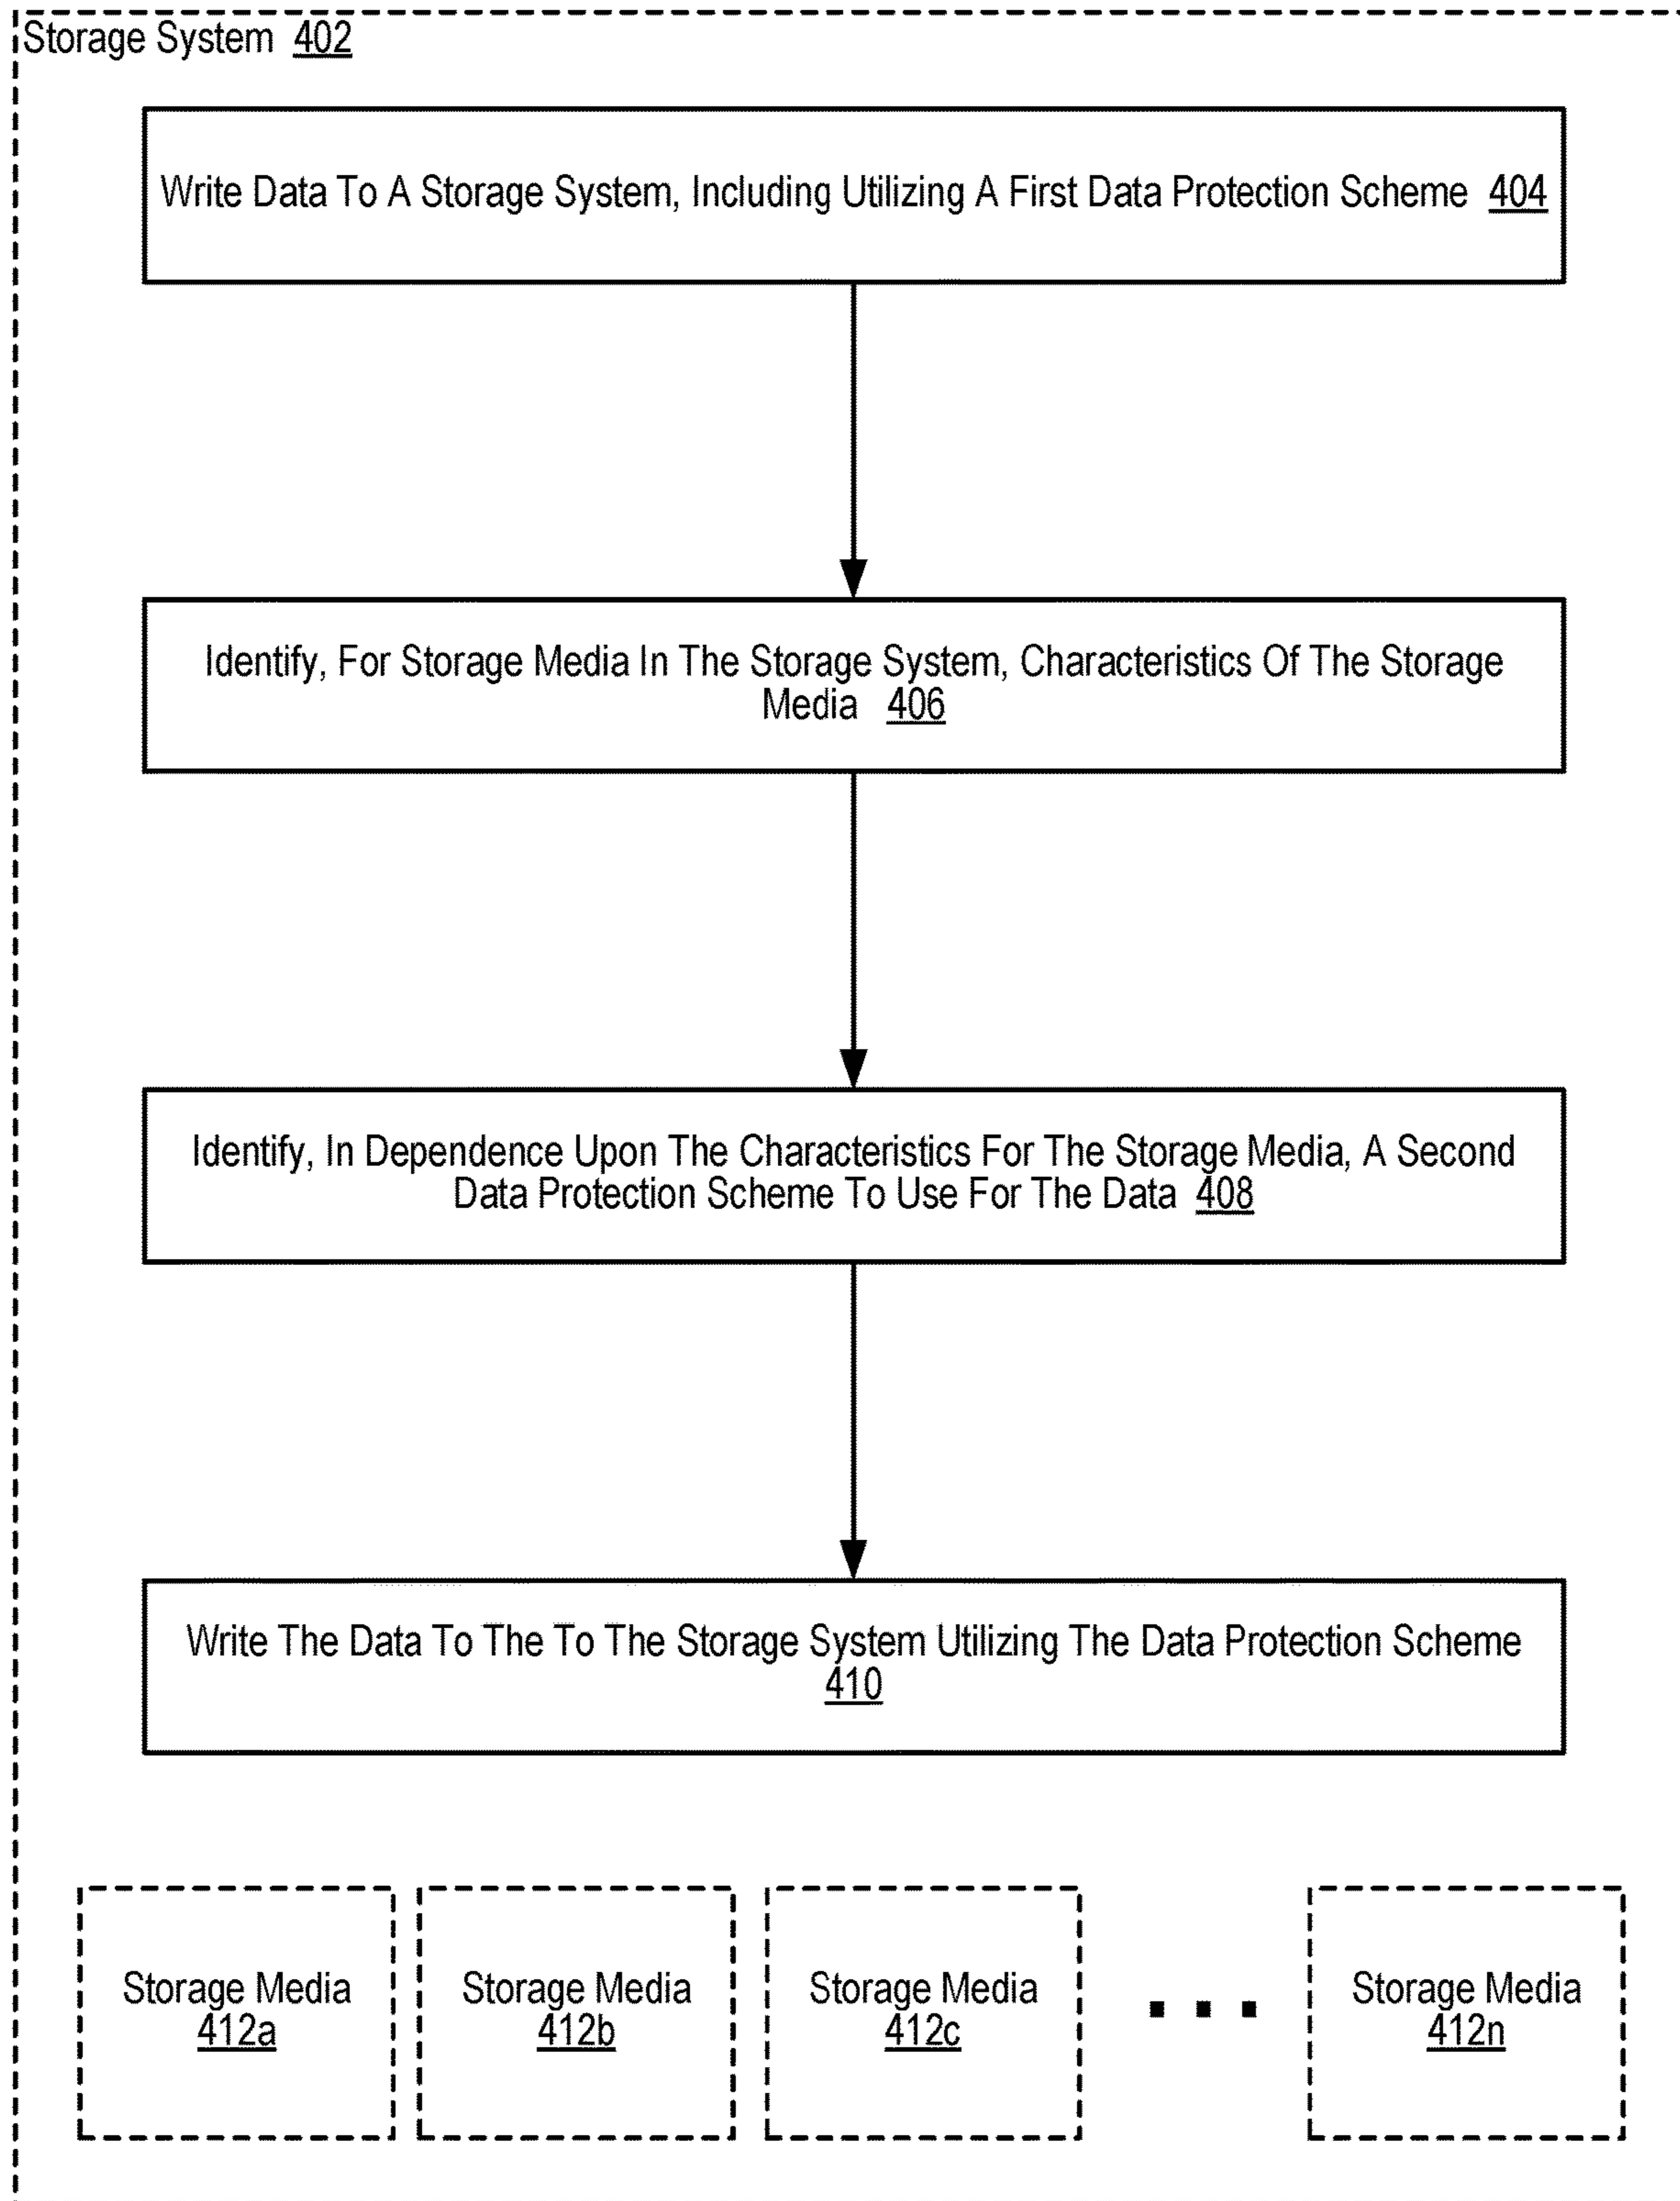 Storage System 402
Write Data To A Storage System, Including Utilizing A First Data Protection Scheme 404
Identify, For Storage Media In The Storage System, Characteristics Of The Storage
Media 406
Identify, In Dependence Upon The Characteristics For The Storage Media, A Second
Data Protection Scheme To Use For The Data 408
Write The Data To The To The Storage System Utilizing The Data Protection Scheme
410
Storage Media
412a
Storage Media
412b
Storage Media
412c
Storage Media
412n